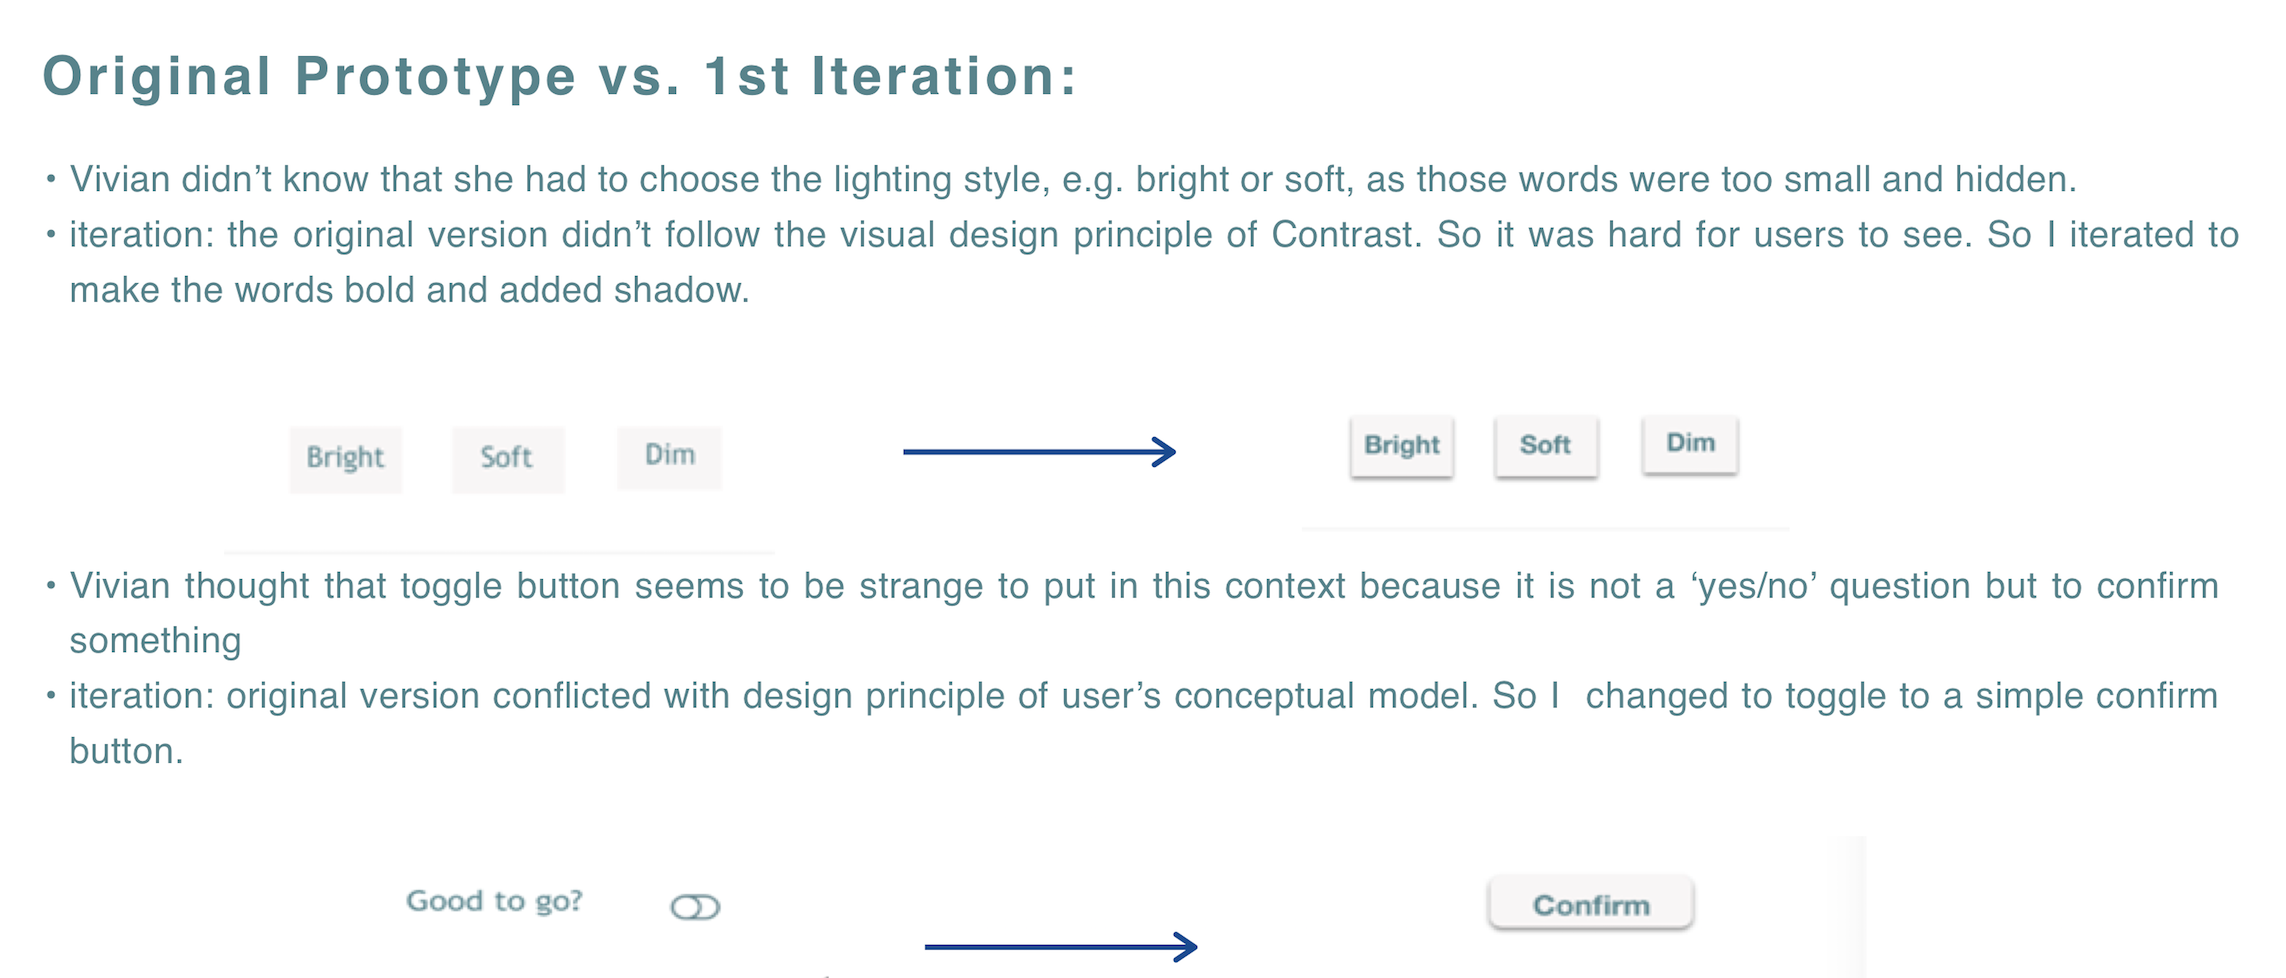 Original Prototype vs. 1st Iteration:
• Vivian didn’t know that she had to choose the lighting style, e.g. bright or soft, as those words were too small and hidden.
• iteration: the original version didn’t follow the visual design principle of Contrast. So it was hard for users to see. So I iterated to
make the words bold and added shadow.
Bright Soft Dim Bright Soft Dim
• Vivian thought that toggle button seems to be strange to put in this context because it is not a ‘yes/no’ question but to confirm
something
• iteration: original version conflicted with design principle of user’s conceptual model. So I  changed to toggle to a simple confirm
button.
Good to go? Confirm